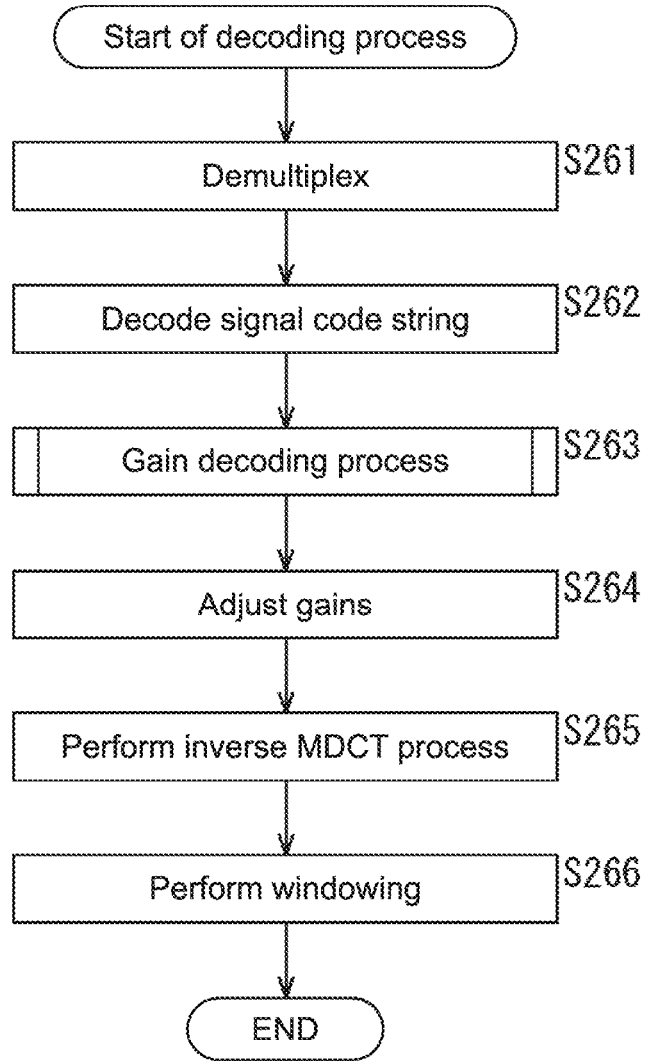 Start of decoding process
Demultiplex
S261
Decode signal code string
S262
Gain decoding process
S263
Adjust gains
S264
Perform inverse MDCT process
S265
Perform windowing
S266
END